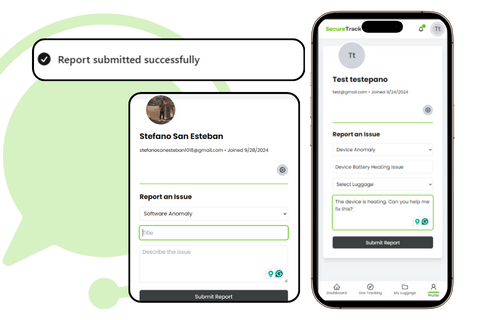 Report submitted successfully
Stefano San Esteban
stefanosanesteban1015@gmail.com • Joined 9/28/2024
Report an Issue
Software Anomaly
Title
Describe the issue
Submit Report
SecureTrack
Tt
Tt
Test testepano
test@gmail.com • Joined 9/24/2024
Report an Issue
Device Anomaly
Device Battery Heating Issue
Select Luggage
The device is heating. Can you help me
fix this?
Submit Report
Dashboard
Live Tracking
My Luggage
Profile